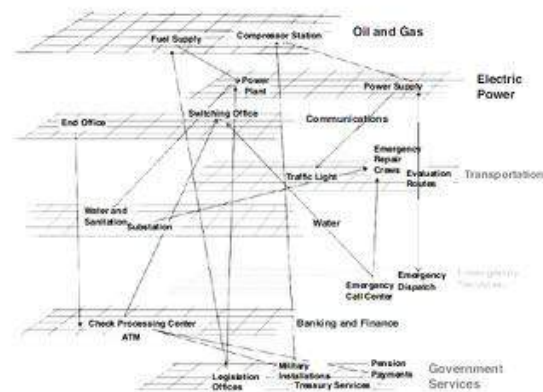 Oil and Gas
Fuel Supply
Compressor Station
Power
Plant
Power Supply
Electric
Power
End Office
Switching Office
Communications
Emergency
Repair
Crews
Traffic Light
Evaluation
Routes
Transportation
Water and
Sanitation
Substation
Water
Emergency
Call Center
Emergency
Dispatch
Emergency
Services
Check Processing Center
ATM
Banking and Finance
Legislation
Offices
Military
Installations
Treasury Services
Pension
Payments
Government
Services